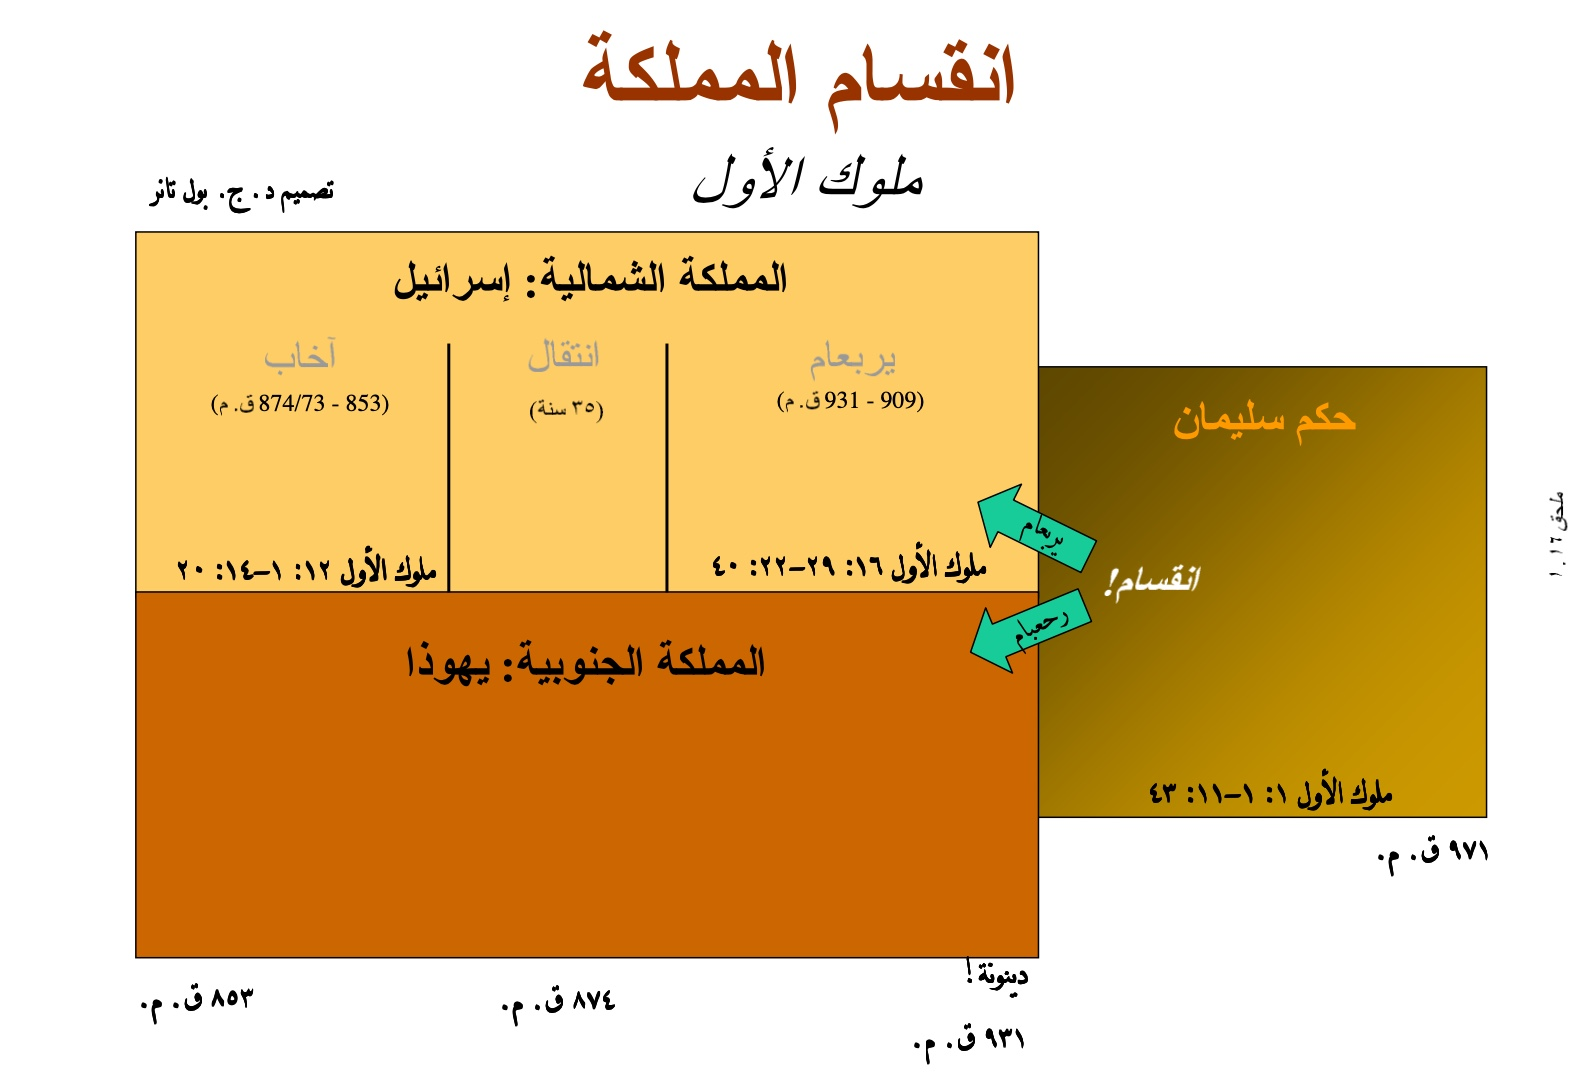 انقسام المملكة
ملوك الأول
تصميم د. ج. بول تانر
المملكة الشمالية: إسرائيل
يربعام
انتقال
آخاب
(931 - 909 ق. م)
(٣٥ سنة)
(874/73 - 853 ق. م)
حكم سليمان
ملحق ١٦. ١
يربعام
انقسام!
رحعبام
ملوك الأول ١٦: ٢٩–٢٢: ٤٠
ملوك الأول ١٢: ١–١٤: ٢٠
المملكة الجنوبية: يهوذا
ملوك الأول ١: ١–١١: ٤٣
٩٧١ ق. م.
دينونة!
٩٣١ ق. م.
٨٧٤ ق. م.
٨٥٣ ق. م.